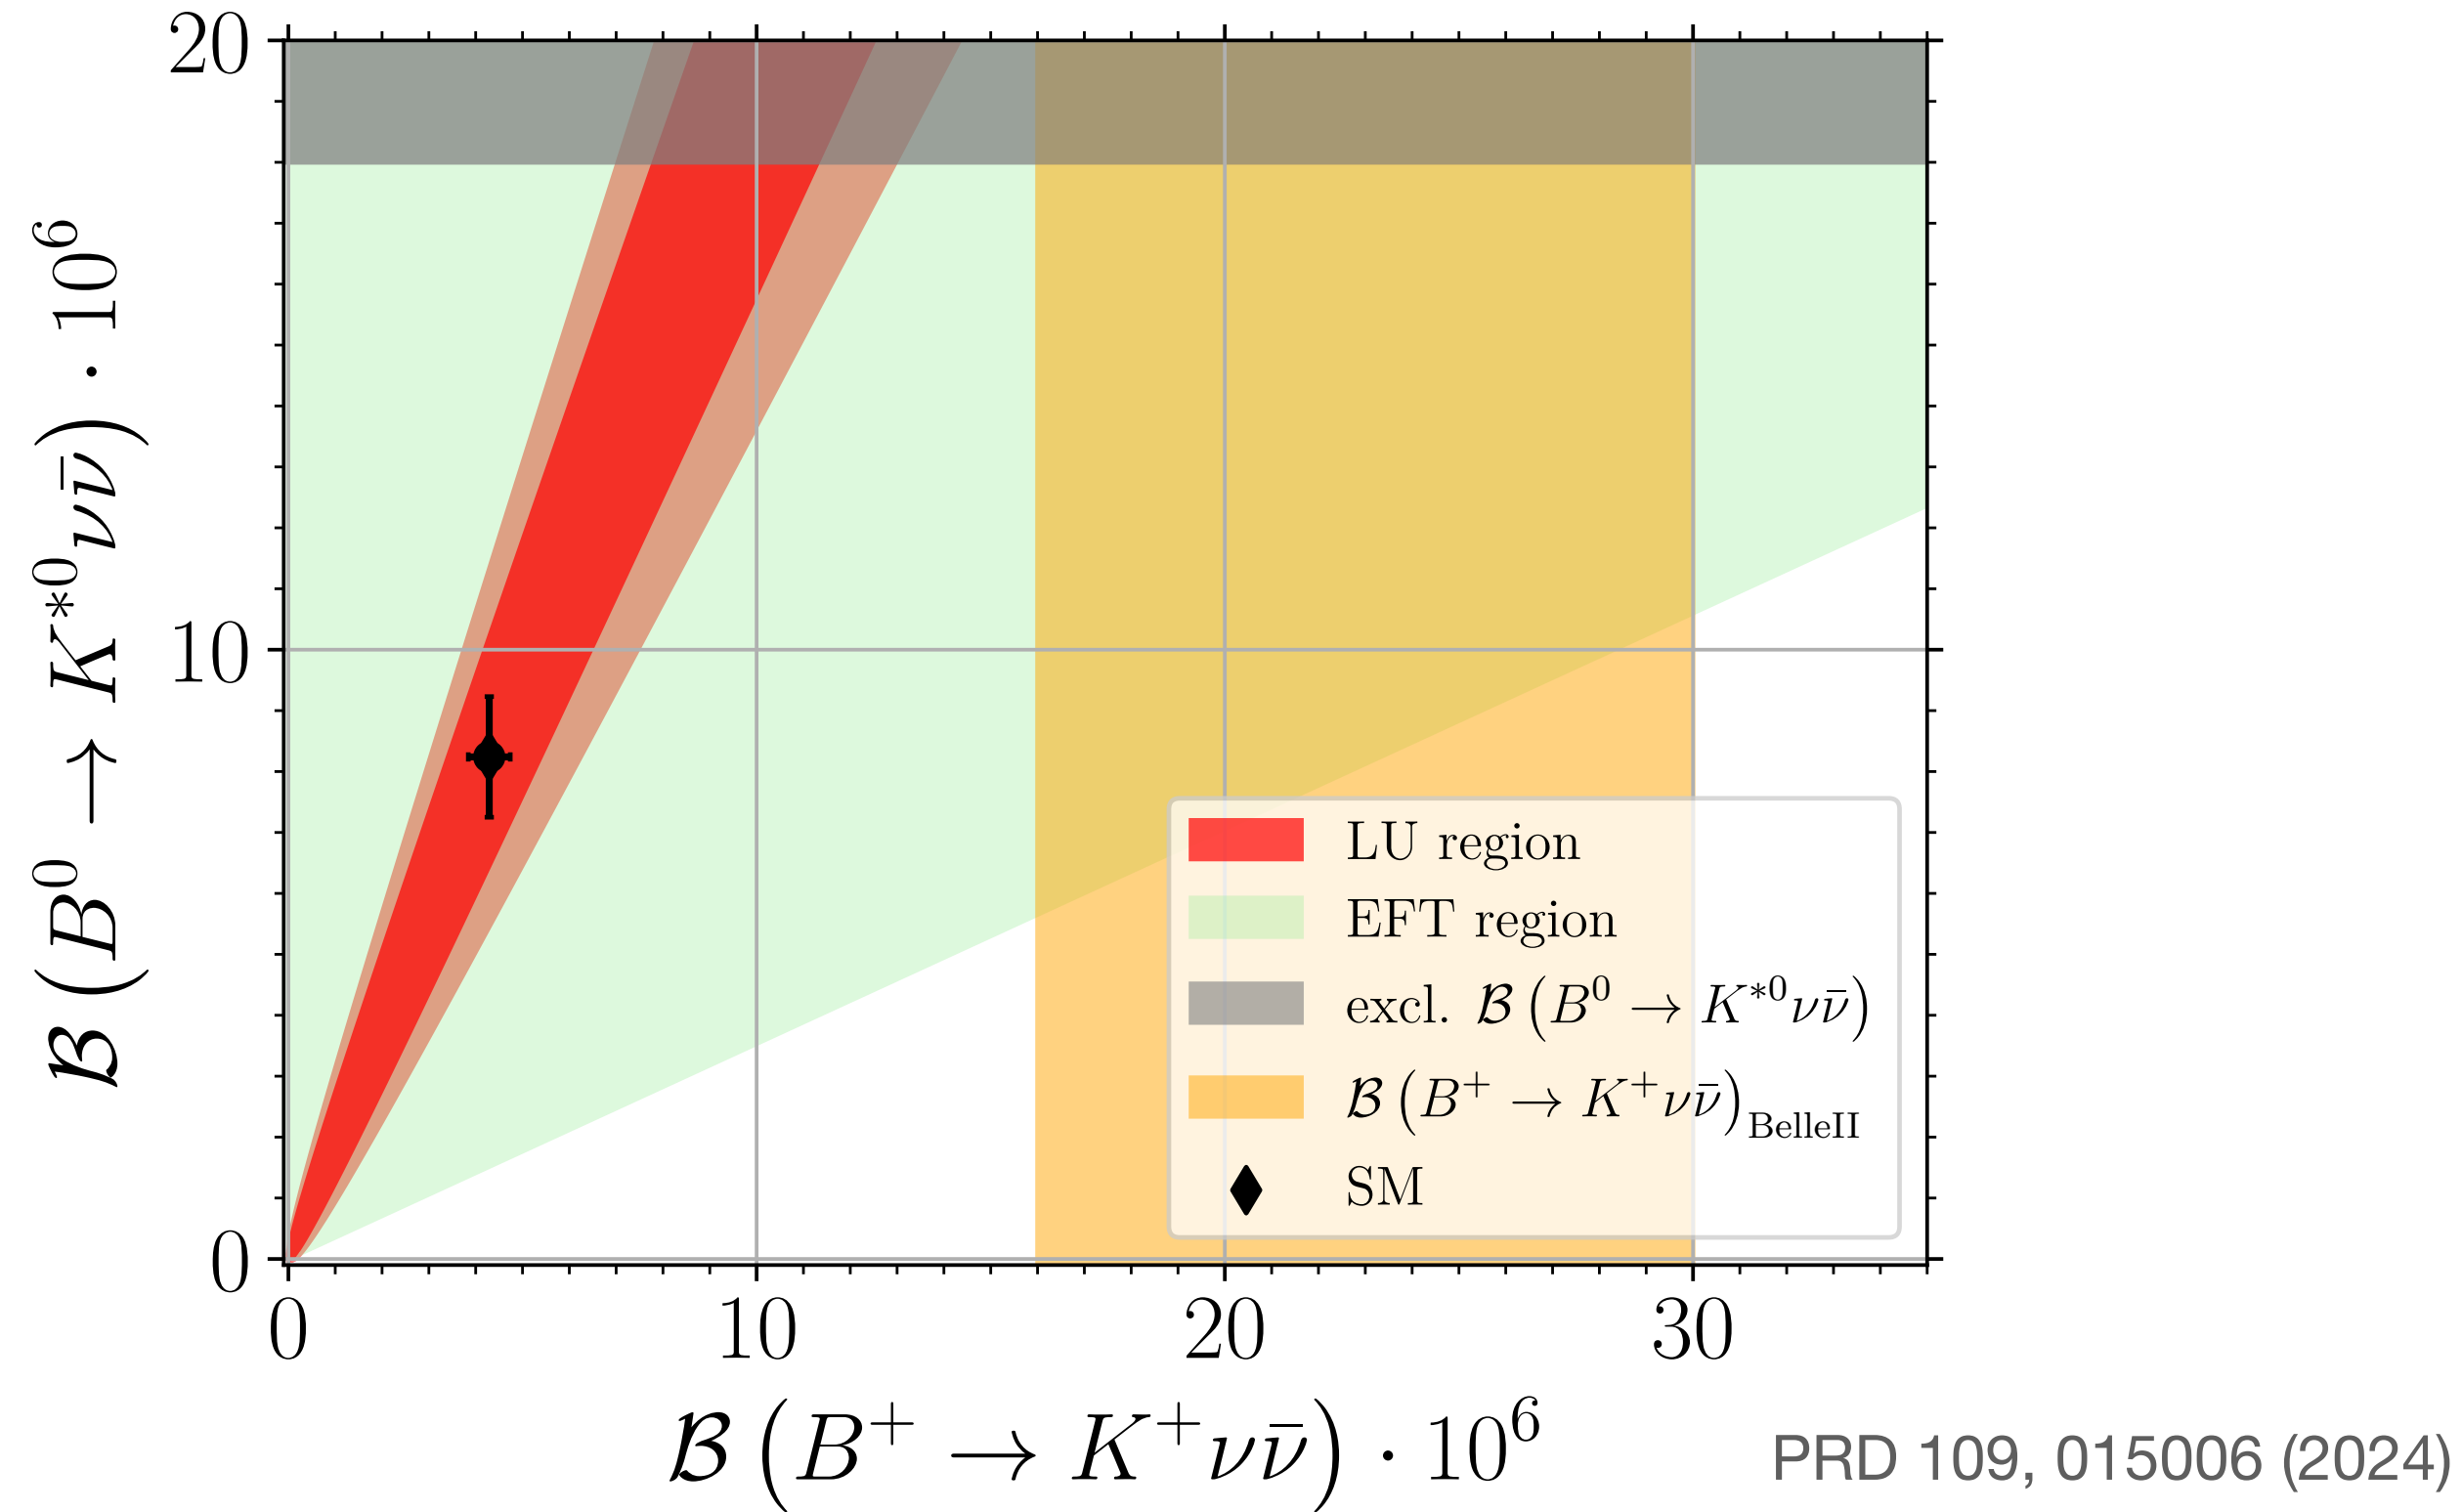 20
10
0
ℬ (B⁰ → K*⁰νν̄) · 10⁶
LU region
EFT region
excl. ℬ (B⁰ → K*⁰νν̄)
ℬ (B⁺ → K⁺νν̄)BelleII
SM
0 10 20 30
ℬ (B⁺ → K⁺νν̄) · 10⁶
PRD 109, 015006 (2024)